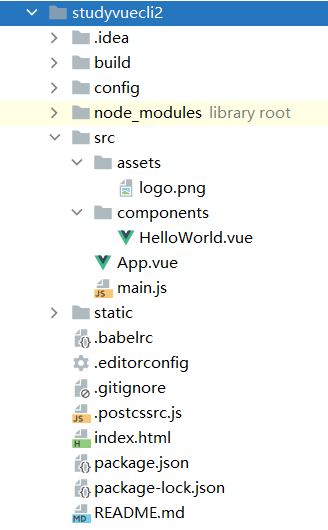 studyvuecli2
.idea
build
config
node_modules library root
src
assets
logo.png
components
HelloWorld.vue
App.vue
main.js
static
.babelrc
.editorconfig
.gitignore
.postcssrc.js
index.html
package.json
package-lock.json
README.md